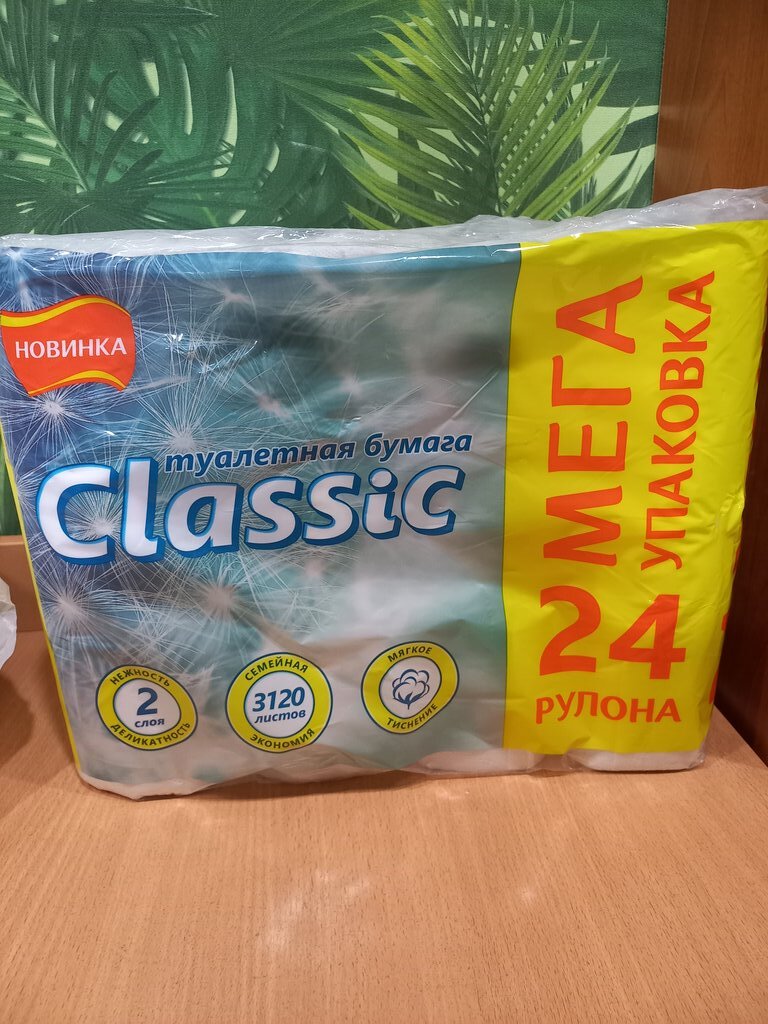 НОВИНКА
туалетная бумага
Classic
НЕЖНОСТЬ
2
слоя
ДЕЛИКАТНОСТЬ
СЕМЕЙНАЯ
3120
листов
ЭКОНОМИЯ
МЯГКОЕ
ТИСНЕНИЕ
МЕГА
УПАКОВКА
24
РУЛОНА